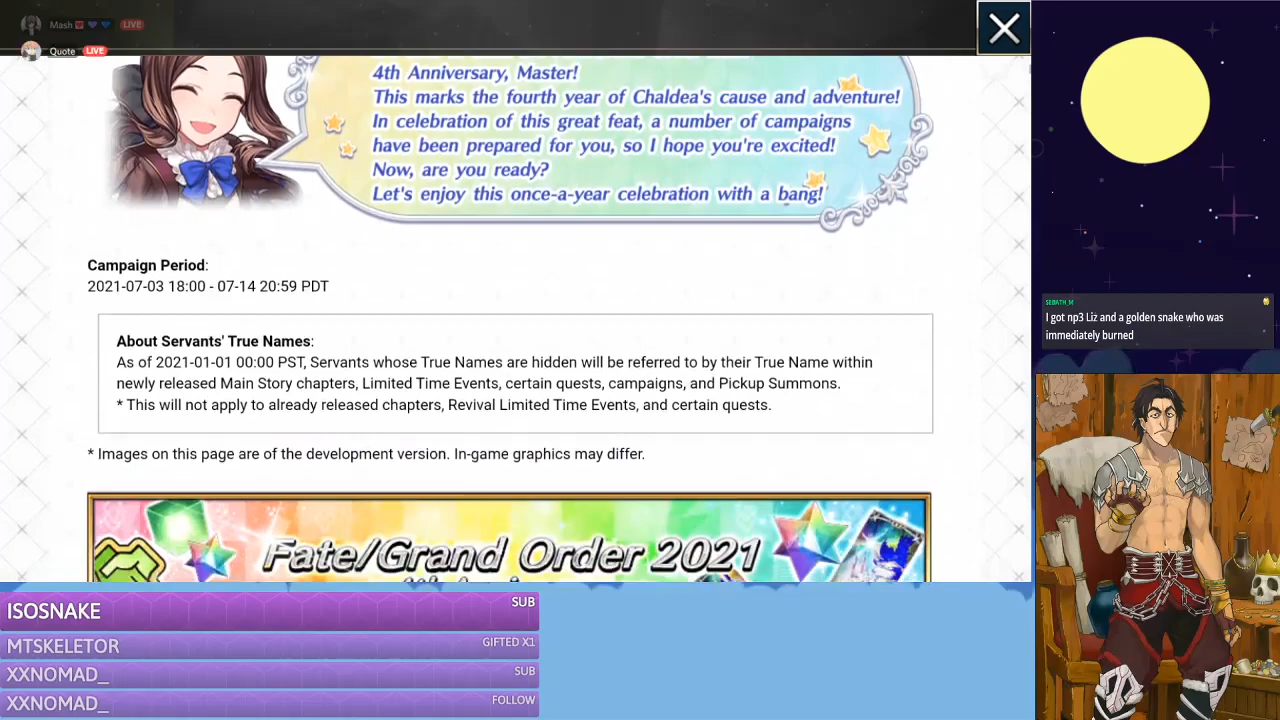 Mash LIVE
Quote LIVE
4th Anniversary, Master!
This marks the fourth year of Chaldea's cause and adventure!
In celebration of this great feat, a number of campaigns
have been prepared for you, so I hope you're excited!
Now, are you ready?
Let's enjoy this once-a-year celebration with a bang!
Campaign Period:
2021-07-03 18:00 - 07-14 20:59 PDT
About Servants' True Names:
As of 2021-01-01 00:00 PST, Servants whose True Names are hidden will be referred to by their True Name within
newly released Main Story chapters, Limited Time Events, certain quests, campaigns, and Pickup Summons.
* This will not apply to already released chapters, Revival Limited Time Events, and certain quests.
* Images on this page are of the development version. In-game graphics may differ.
Fate/Grand Order 2021
SEBATH_M
I got np3 Liz and a golden snake who was
immediately burned
ISOSNAKE SUB
MTSKELETOR GIFTED X1
XXNOMAD_ SUB
XXNOMAD_ FOLLOW